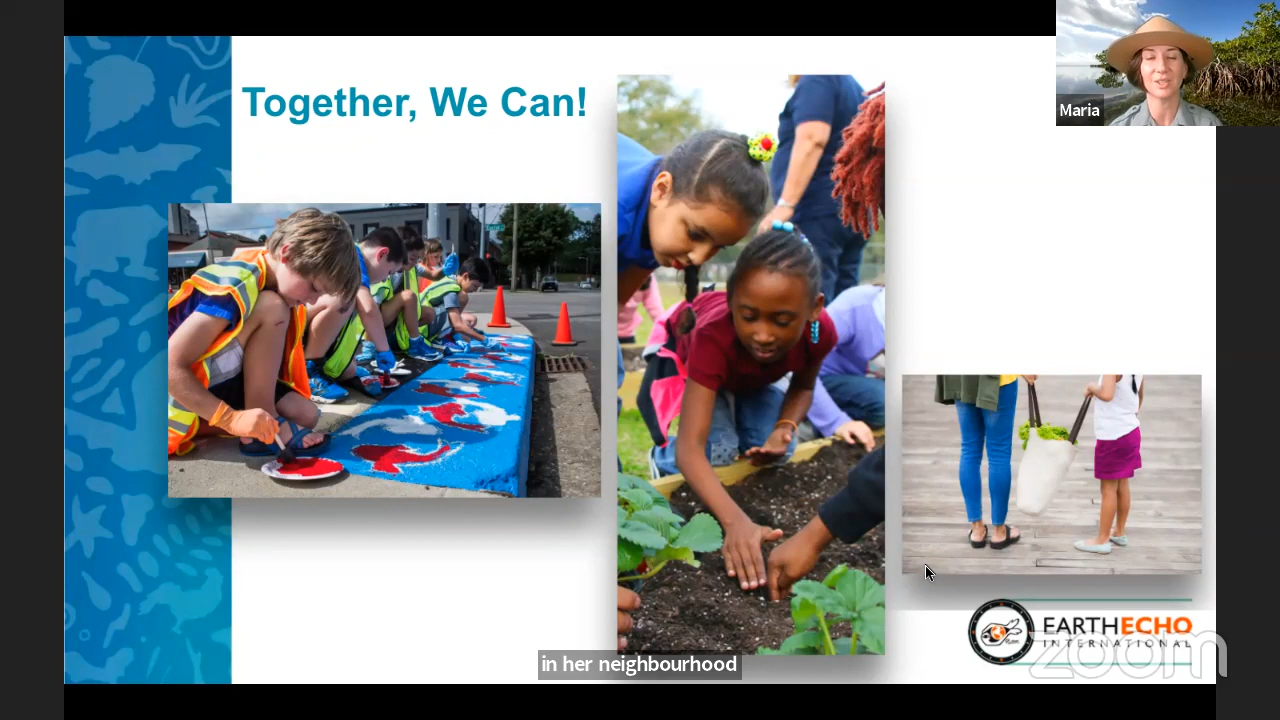 Together, We Can!
Maria
EARTHECHO
INTERNATIONAL
zoom
in her neighbourhood